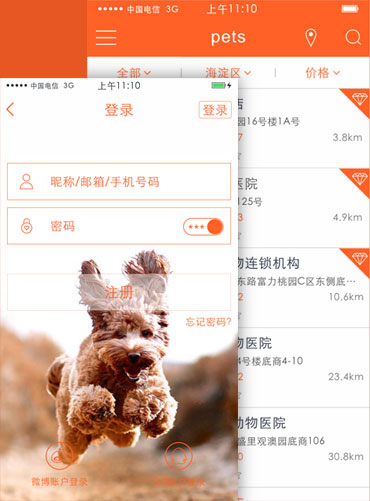 中国电信 3G 上午11:10
pets
全部 海淀区 价格
中国电信 3G 上午11:10
登录 登录
昵称/邮箱/手机号码
密码
***
注册
忘记密码?
微博账户登录
店
园16号楼1A号
7 3.8km
医院
125号
3 4.9km
物连锁机构
东路富力桃园C区东侧底…
2 10.6km
物医院
4号楼底商4-10
2 23.4km
动物医院
盛里观澳园底商106
0 30.8km